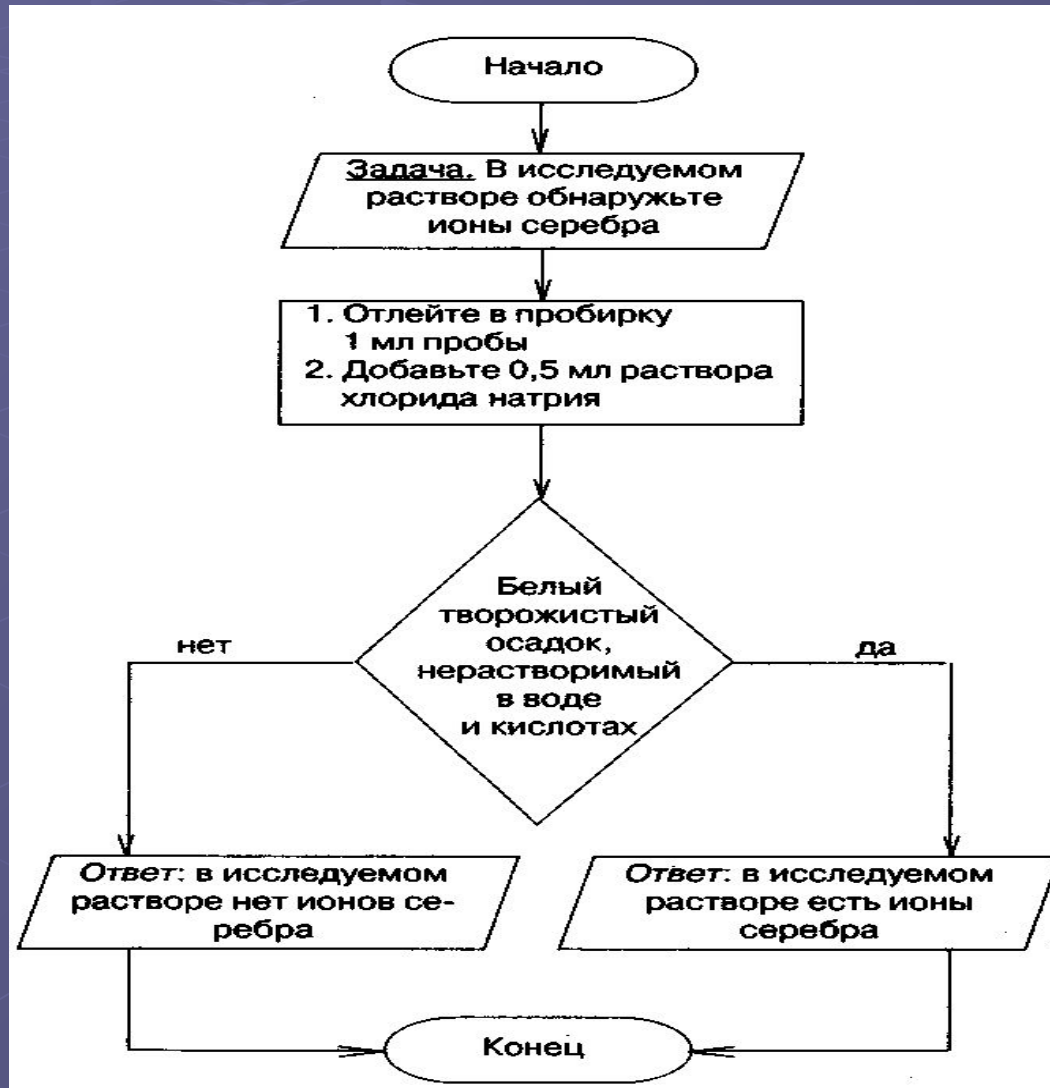 Начало
Задача. В исследуемом
растворе обнаружьте
ионы серебра
1. Отлейте в пробирку
1 мл пробы
2. Добавьте 0,5 мл раствора
хлорида натрия
Белый
творожистый
осадок,
нерастворимый
в воде
и кислотах
нет
да
Ответ: в исследуемом
растворе нет ионов се-
ребра
Ответ: в исследуемом
растворе есть ионы
серебра
Конец